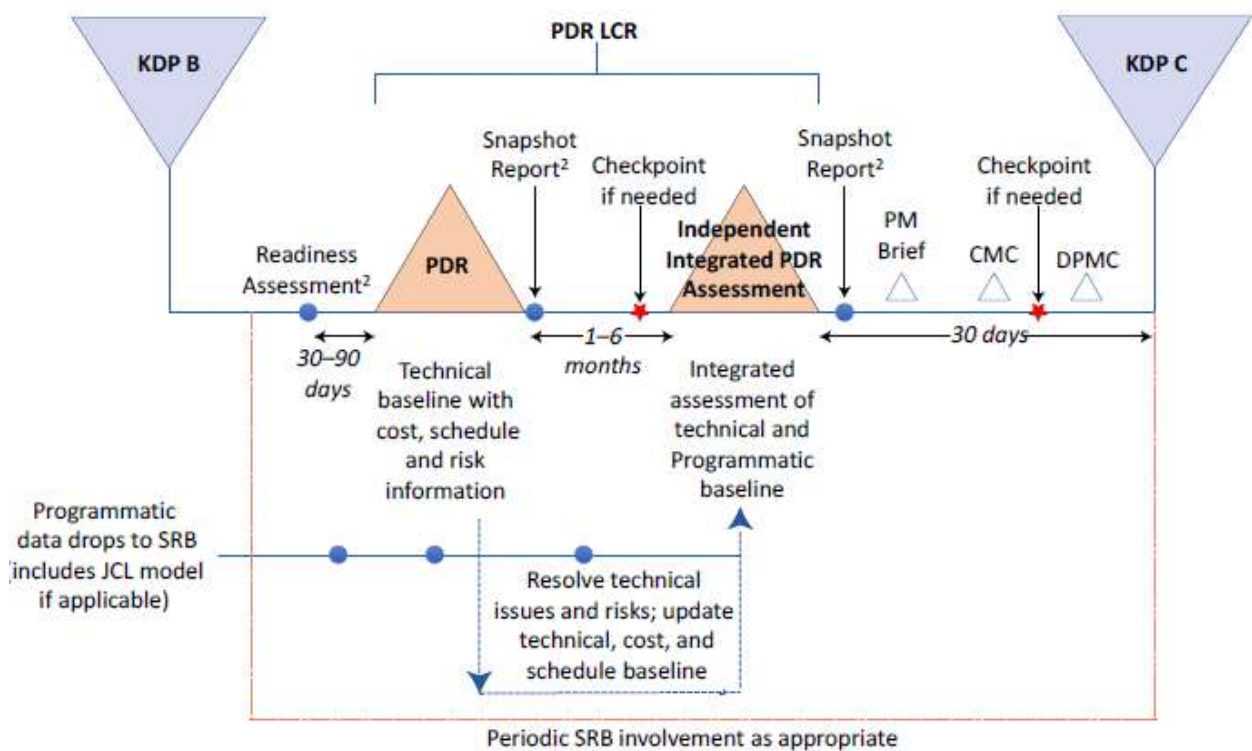 PDR LCR
KDP B
KDP C
Snapshot
Report²
Checkpoint
if needed
Snapshot
Report²
Checkpoint
if needed
Readiness
Assessment²
PDR
Independent
Integrated PDR
Assessment
PM
Brief
CMC
DPMC
30–90
days
1–6
months
30 days
Technical
baseline with
cost, schedule
and risk
information
Integrated
assessment of
technical and
Programmatic
baseline
Programmatic
data drops to SRB
(includes JCL model
if applicable)
Resolve technical
issues and risks; update
technical, cost, and
schedule baseline
Periodic SRB involvement as appropriate